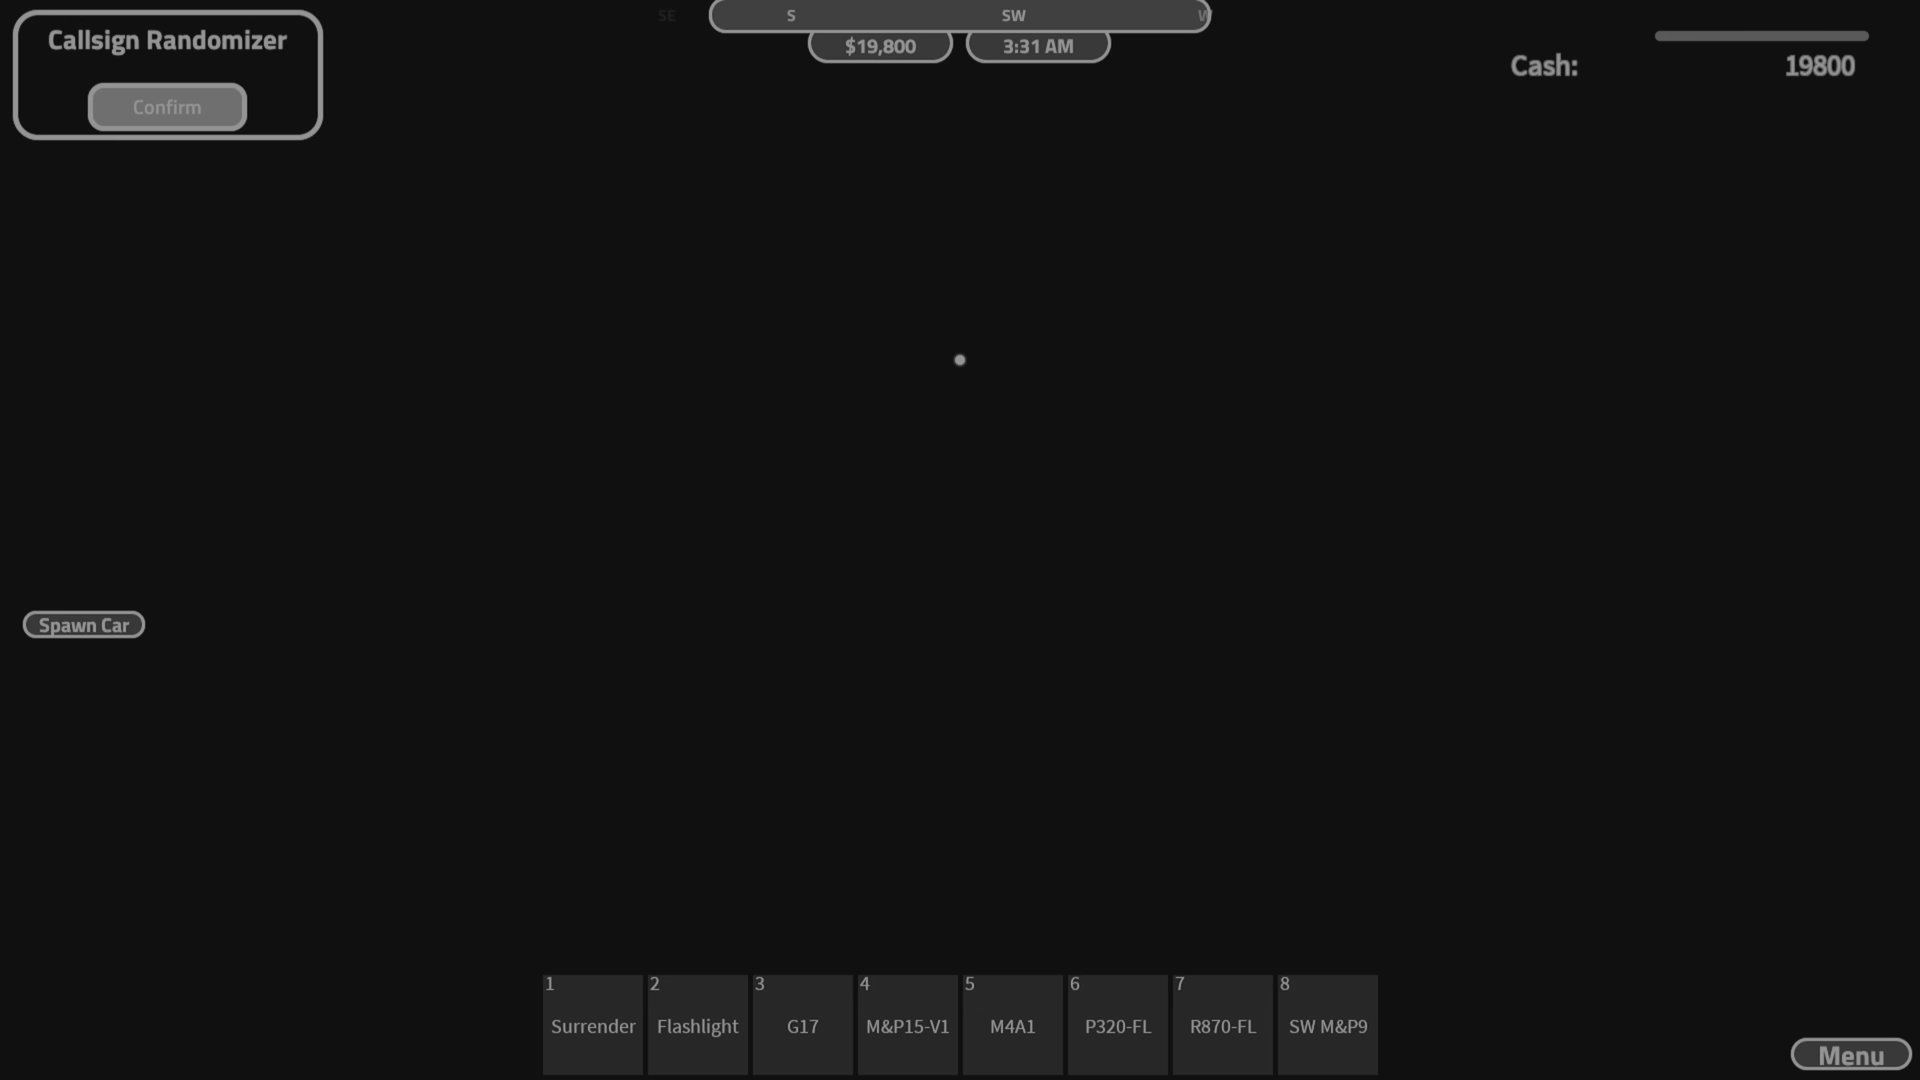 SE
S
SW
W
Callsign Randomizer
$19,800
3:31 AM
Cash:
19800
Confirm
Spawn Car
1
2
3
4
5
6
7
8
Surrender
Flashlight
G17
M&P15-V1
M4A1
P320-FL
R870-FL
SW M&P9
Menu